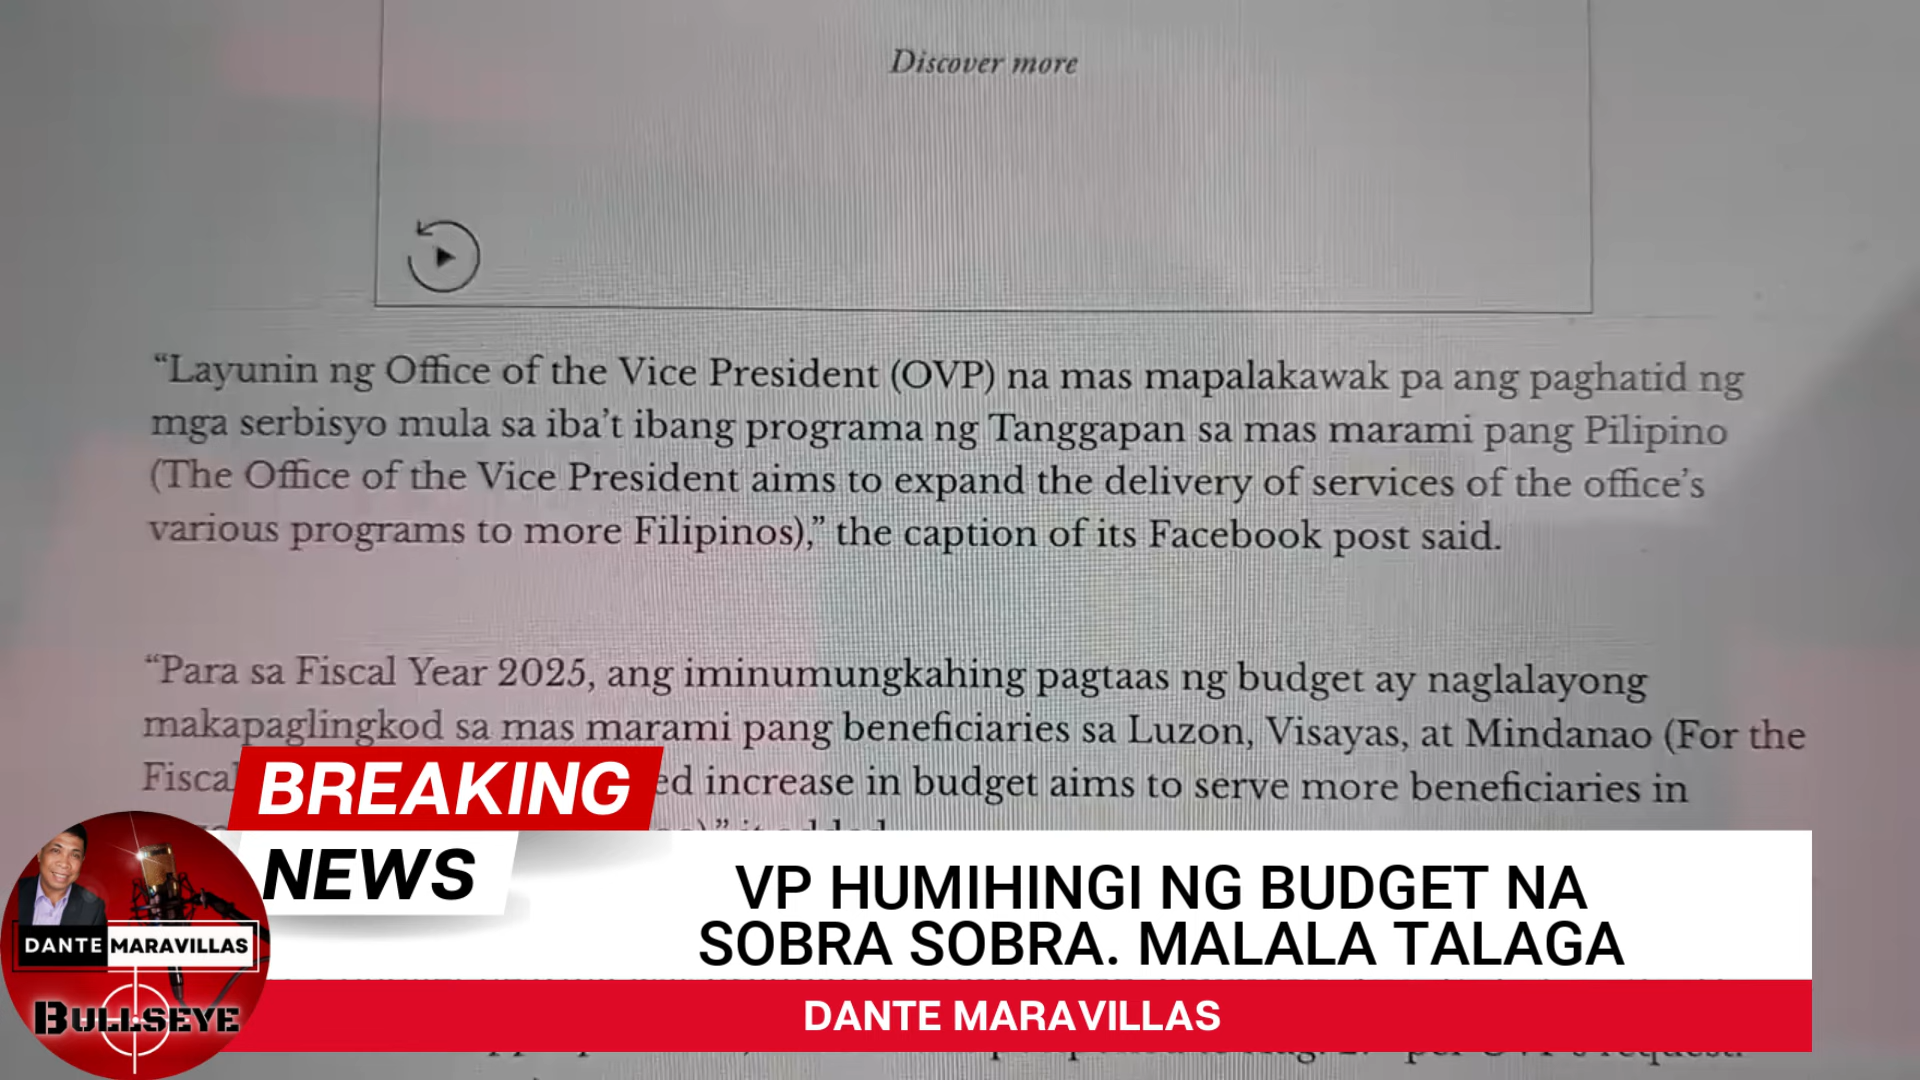 Discover more
“Layunin ng Office of the Vice President (OVP) na mas mapalakawak pa ang paghatid ng
mga serbisyo mula sa iba’t ibang programa ng Tanggapan sa mas marami pang Pilipino
(The Office of the Vice President aims to expand the delivery of services of the office’s
various programs to more Filipinos),” the caption of its Facebook post said.
“Para sa Fiscal Year 2025, ang iminumungkahing pagtaas ng budget ay naglalayong
makapaglingkod sa mas marami pang beneficiaries sa Luzon, Visayas, at Mindanao (For the
increase in budget aims to serve more beneficiaries in
BREAKING
NEWS
VP HUMIHINGI NG BUDGET NA
SOBRA SOBRA. MALALA TALAGA
DANTE MARAVILLAS
DANTE MARAVILLAS
BULLSEYE